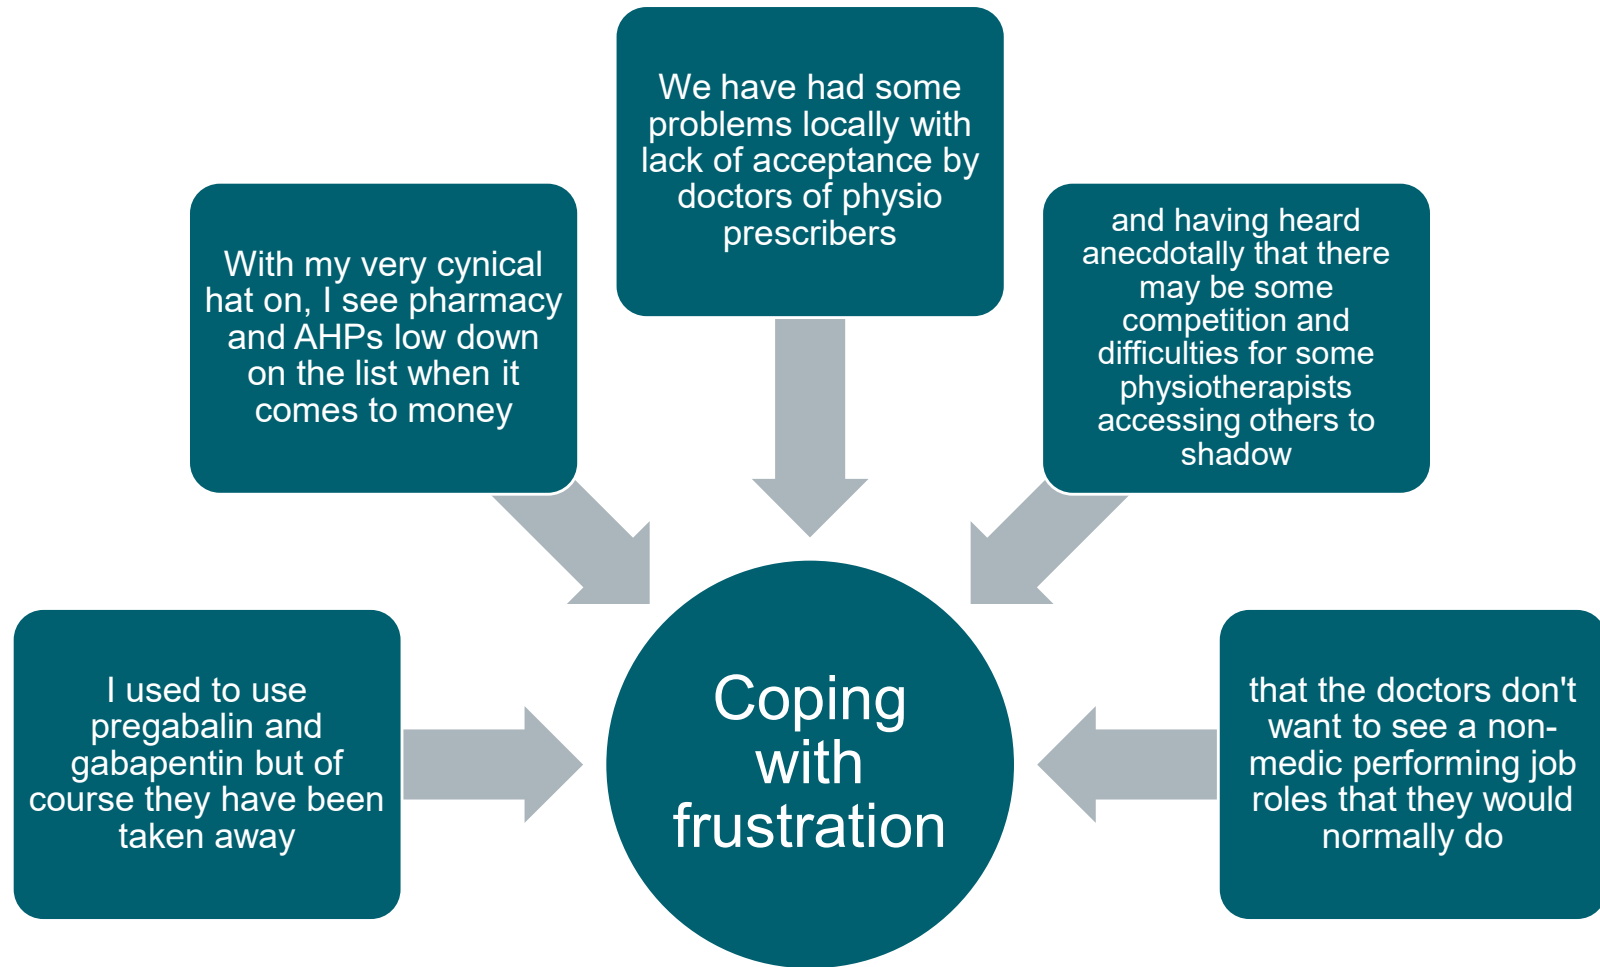 We have had some
problems locally with
lack of acceptance by
doctors of physio
prescribers
With my very cynical
hat on, I see pharmacy
and AHPs low down
on the list when it
comes to money
and having heard
anecdotally that there
may be some
competition and
difficulties for some
physiotherapists
accessing others to
shadow
I used to use
pregabalin and
gabapentin but of
course they have been
taken away
Coping
with
frustration
that the doctors don't
want to see a non-
medic performing job
roles that they would
normally do